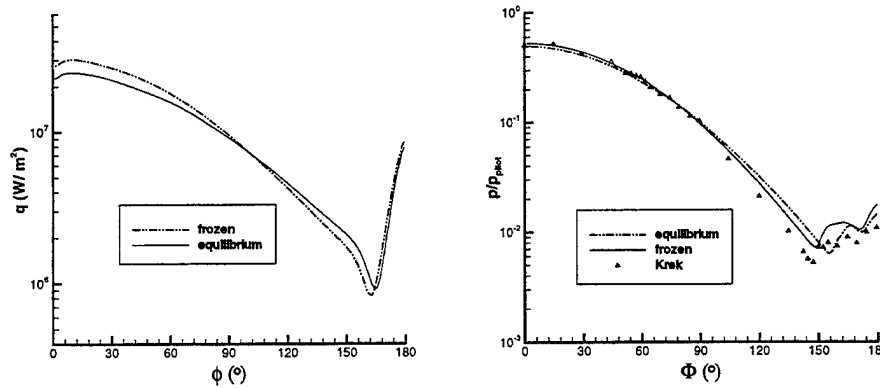 q (W/ m²)
10⁷
10⁶
frozen
equilibrium
0 30 60 90 120 150 180
ϕ (°)
p/p_pitot
10⁰
10⁻¹
10⁻²
10⁻³
equilibrium
frozen
Krek
0 30 60 90 120 150 180
Φ (°)